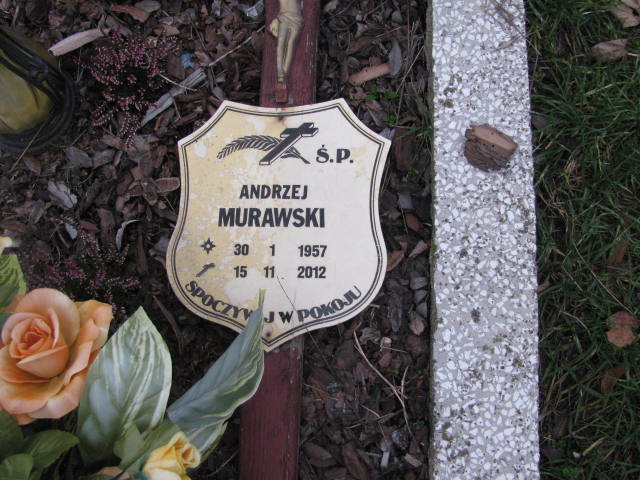 Ś.P.
ANDRZEJ
MURAWSKI
30 1 1957
15 11 2012
SPOCZYWAJ W POKOJU